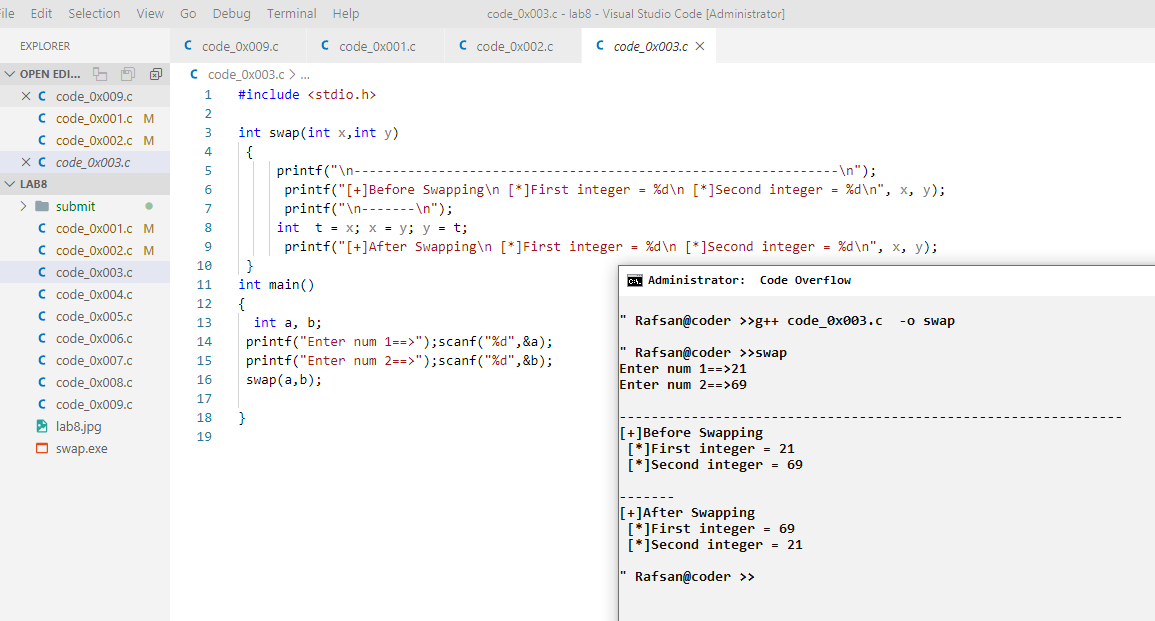 File Edit Selection View Go Debug Terminal Help code_0x003.c - lab8 - Visual Studio Code [Administrator]
EXPLORER
OPEN EDI...
code_0x009.c
code_0x001.c M
code_0x002.c M
code_0x003.c
LAB8
submit
code_0x001.c M
code_0x002.c M
code_0x003.c
code_0x004.c
code_0x005.c
code_0x006.c
code_0x007.c
code_0x008.c
code_0x009.c
lab8.jpg
swap.exe
C code_0x009.c C code_0x001.c C code_0x002.c C code_0x003.c ×
C code_0x003.c > ...
1 #include <stdio.h>
2
3 int swap(int x,int y)
4 {
5 printf("\n---------------------------------------------------------------\n");
6 printf("[+]Before Swapping\n [*]First integer = %d\n [*]Second integer = %d\n", x, y);
7 printf("\n-------\n");
8 int  t = x; x = y; y = t;
9 printf("[+]After Swapping\n [*]First integer = %d\n [*]Second integer = %d\n", x, y);
10 }
11 int main()
12 {
13 int a, b;
14 printf("Enter num 1==>");scanf("%d",&a);
15 printf("Enter num 2==>");scanf("%d",&b);
16 swap(a,b);
17
18 }
19
Administrator:  Code Overflow
" Rafsan@coder >>g++ code_0x003.c  -o swap
" Rafsan@coder >>swap
Enter num 1==>21
Enter num 2==>69
---------------------------------------------------------------
[+]Before Swapping
[*]First integer = 21
[*]Second integer = 69
-------
[+]After Swapping
[*]First integer = 69
[*]Second integer = 21
" Rafsan@coder >>